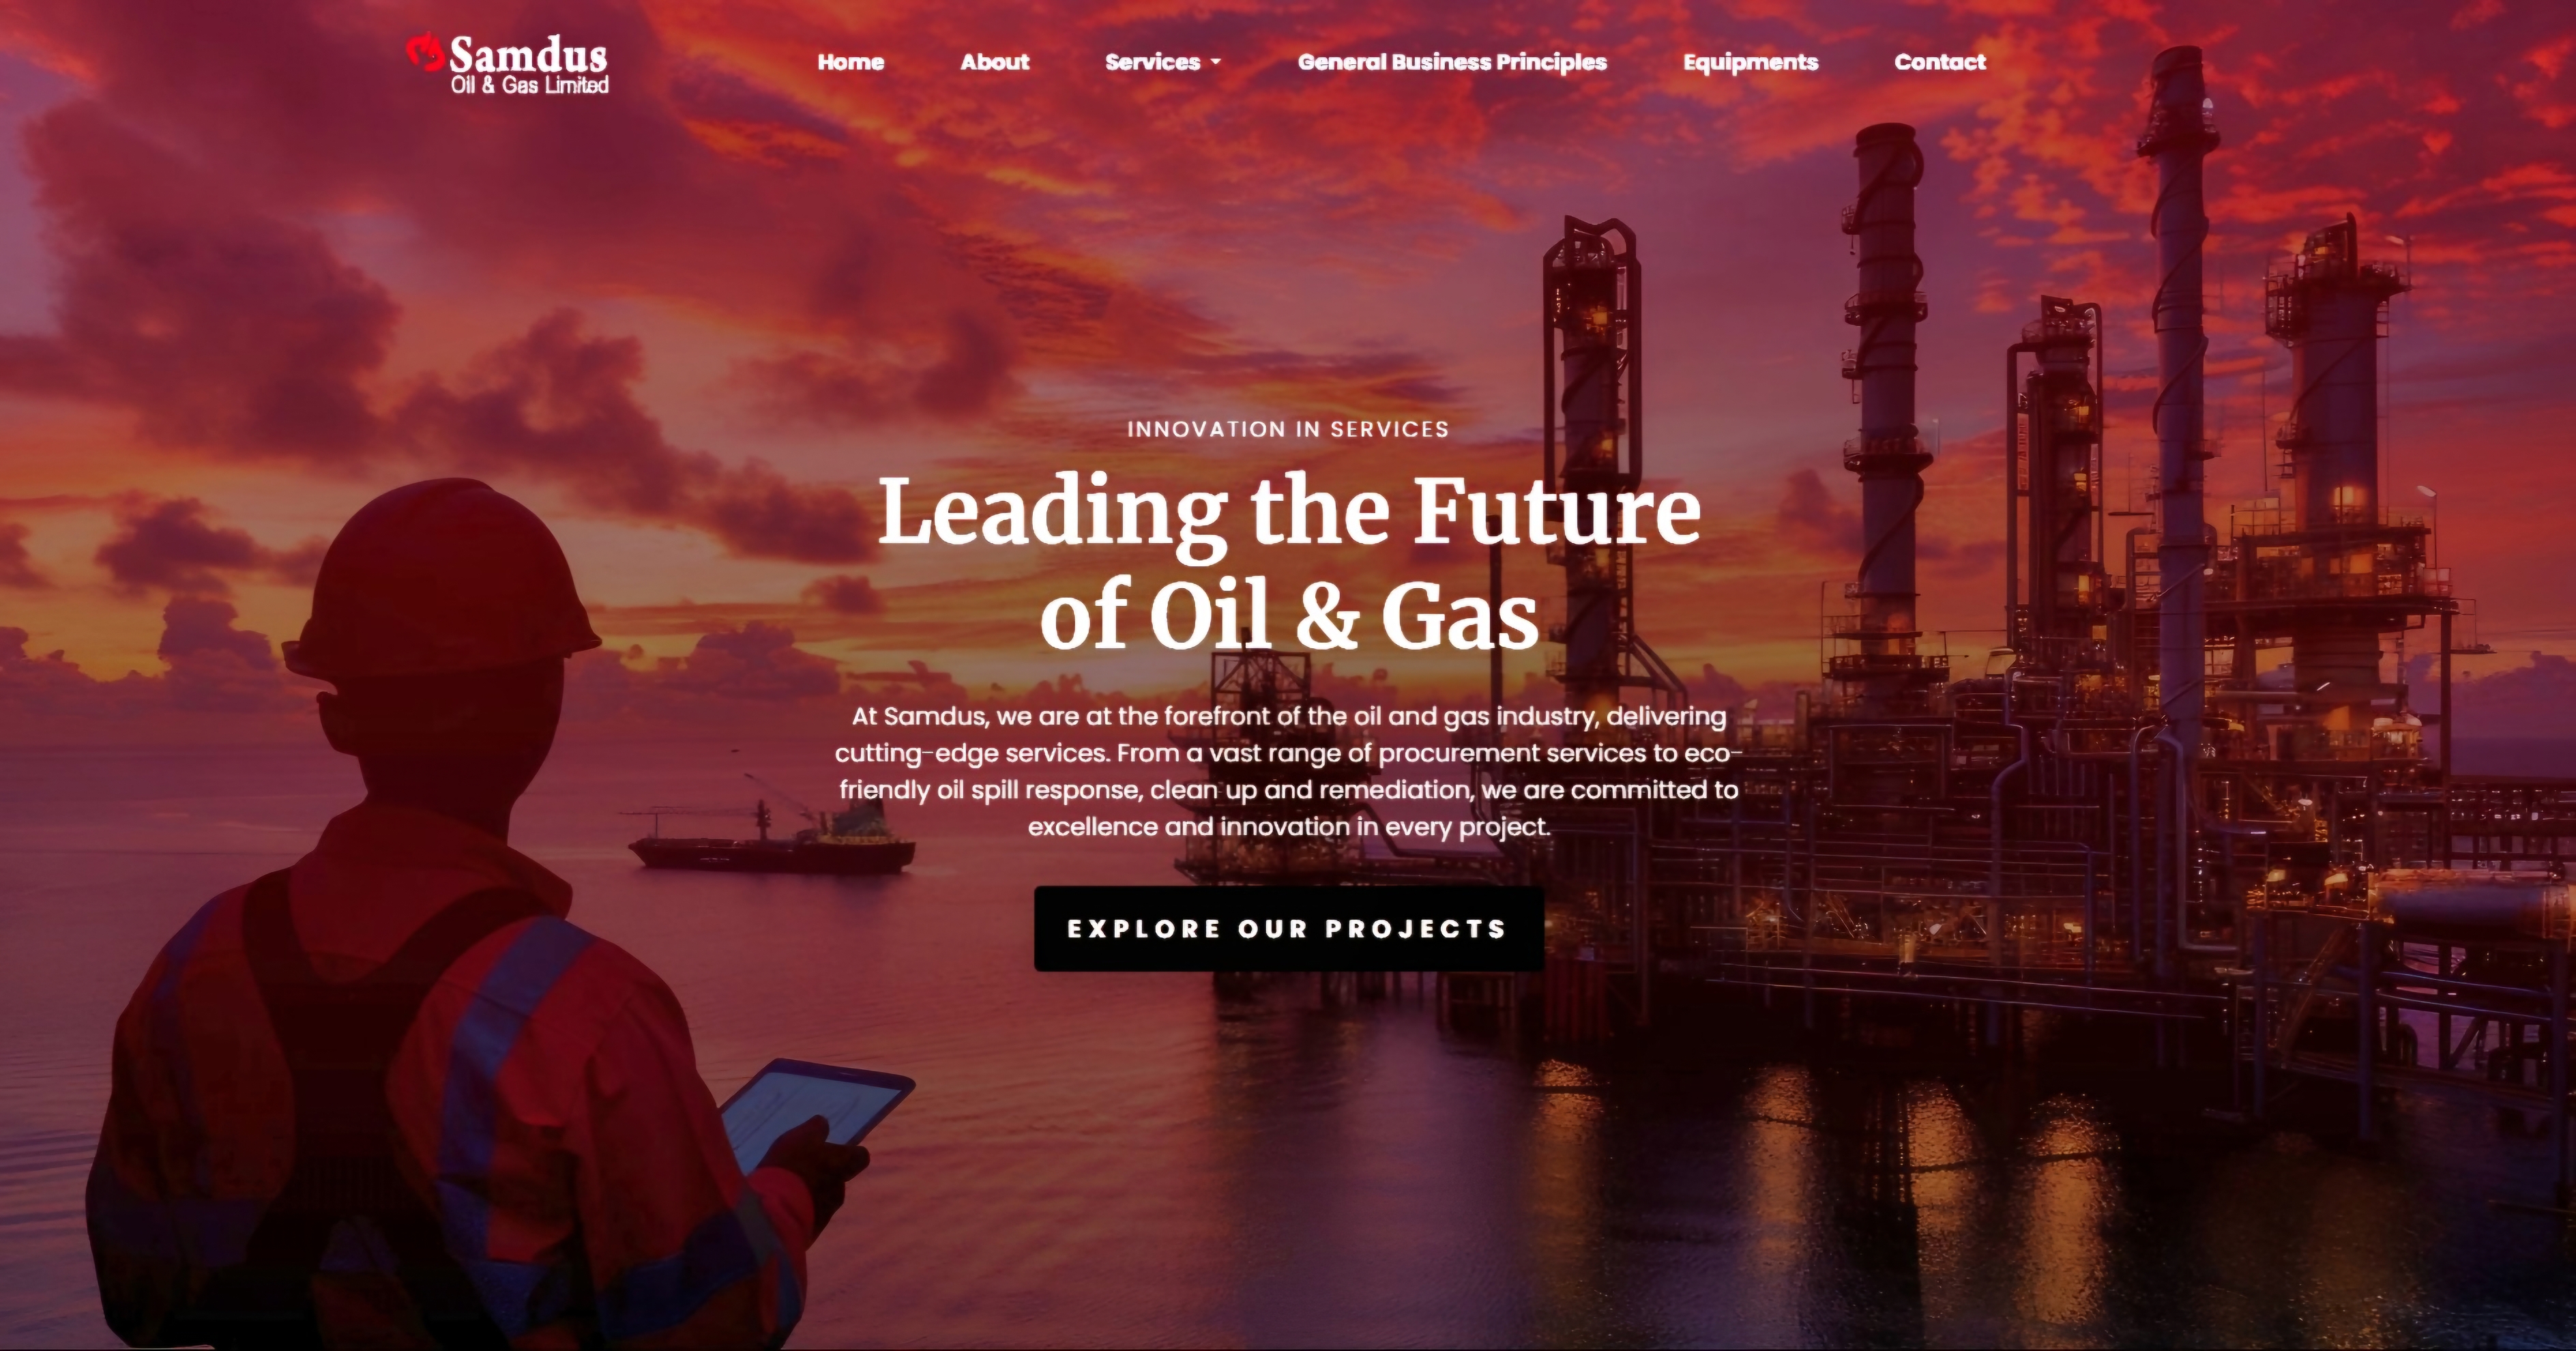 Samdus
Oil & Gas Limited
Home About Services General Business Principles Equipments Contact
INNOVATION IN SERVICES
Leading the Future
of Oil & Gas
At Samdus, we are at the forefront of the oil and gas industry, delivering
cutting-edge services. From a vast range of procurement services to eco-
friendly oil spill response, clean up and remediation, we are committed to
excellence and innovation in every project.
EXPLORE OUR PROJECTS